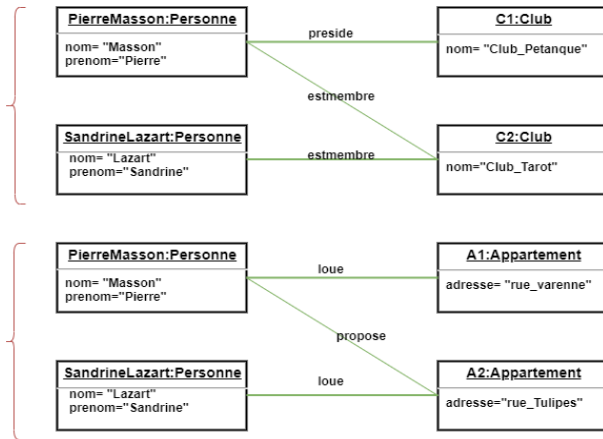 PierreMasson:Personne
nom= "Masson"
prenom="Pierre"
preside
C1:Club
nom= "Club_Petanque"
estmembre
SandrineLazart:Personne
nom= "Lazart"
prenom="Sandrine"
estmembre
C2:Club
nom="Club_Tarot"
PierreMasson:Personne
nom= "Masson"
prenom="Pierre"
loue
A1:Appartement
adresse= "rue_varenne"
propose
SandrineLazart:Personne
nom= "Lazart"
prenom="Sandrine"
loue
A2:Appartement
adresse="rue_Tulipes"